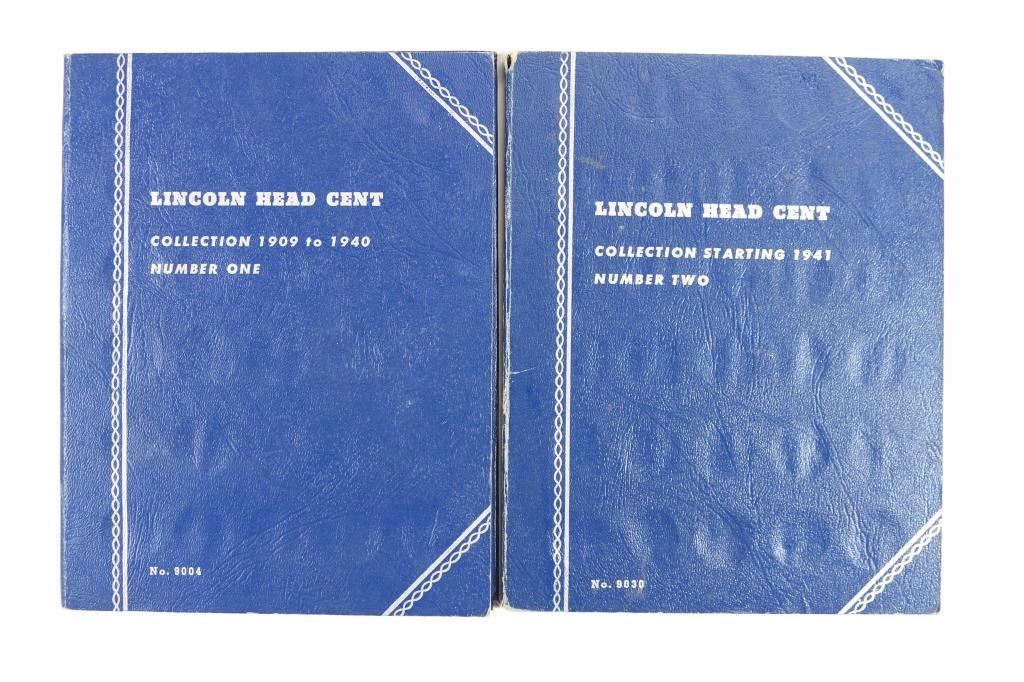 LINCOLN HEAD CENT
COLLECTION 1909 to 1940
NUMBER ONE
No. 9004
LINCOLN HEAD CENT
COLLECTION STARTING 1941
NUMBER TWO
No. 9030